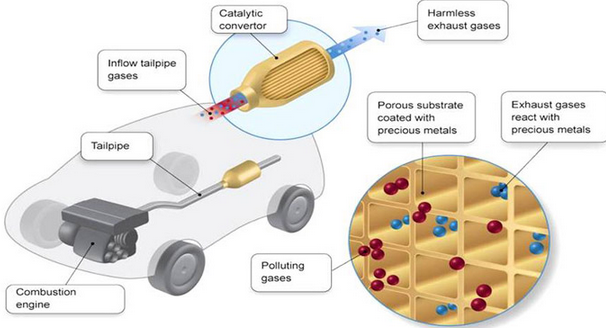 Catalytic
convertor
Harmless
exhaust gases
Inflow tailpipe
gases
Porous substrate
coated with
precious metals
Exhaust gases
react with
precious metals
Tailpipe
Polluting
gases
Combustion
engine